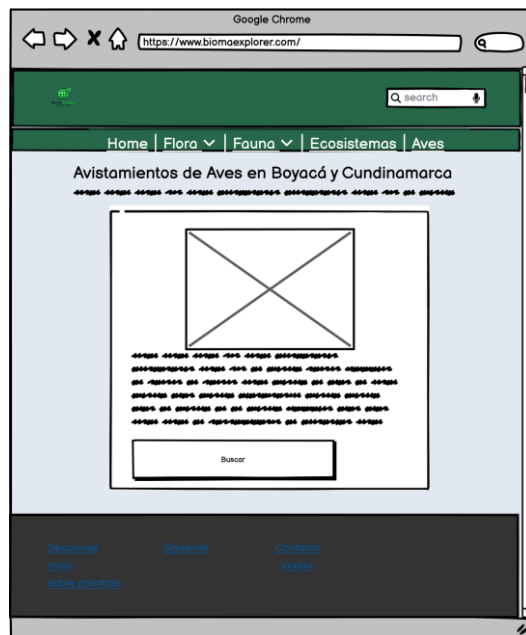 Google Chrome
https://www.biomaexplorer.com/
search
Home | Flora | Fauna | Ecosistemas | Aves
Avistamientos de Aves en Boyacá y Cundinamarca
Buscar
Secciones Siguenos Contacto
inicio xxxxxx
sobre nosotros